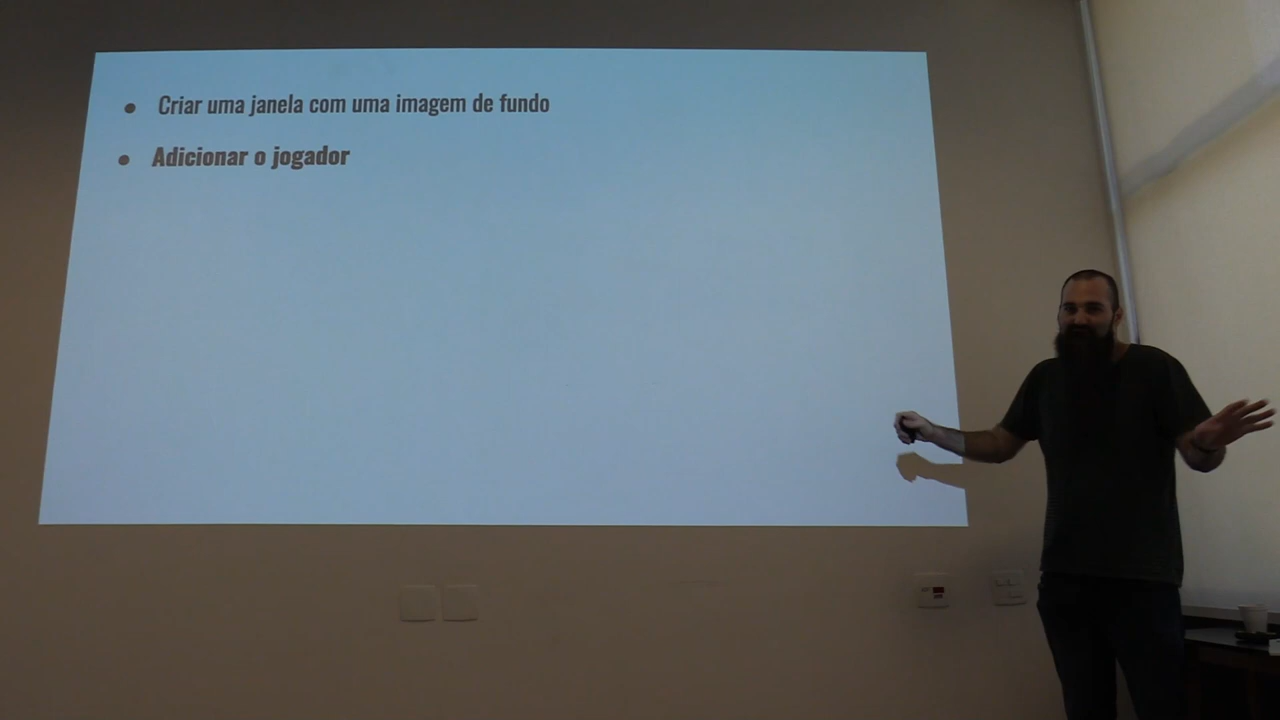 ● Criar uma janela com uma imagem de fundo
● Adicionar o jogador